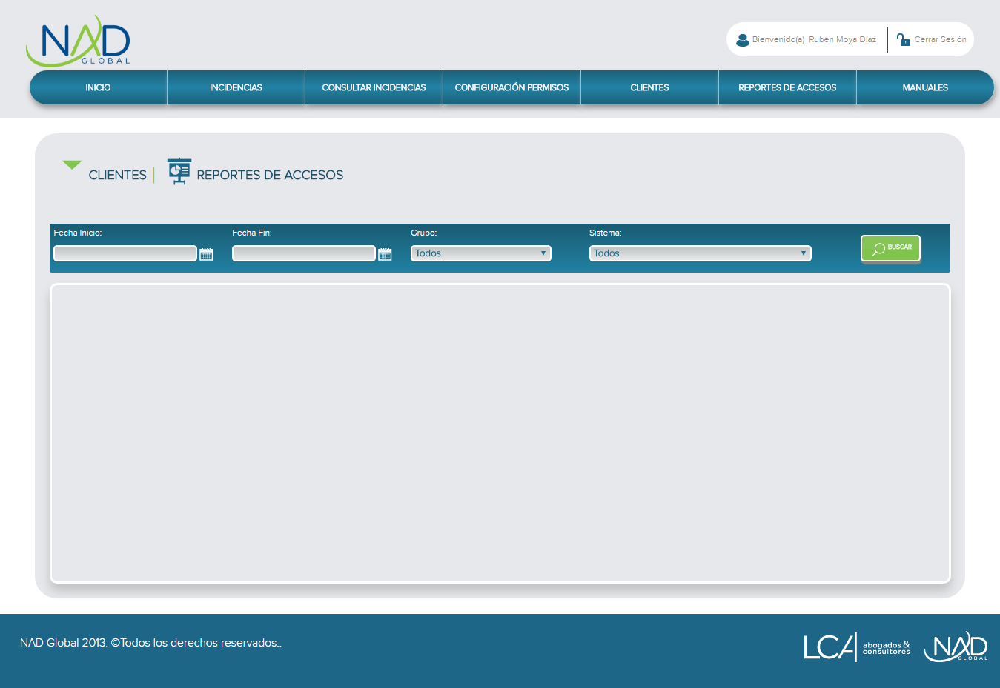 NAD
GLOBAL
Bienvenido(a) Rubén Moya Díaz
Cerrar Sesión
INICIO
INCIDENCIAS
CONSULTAR INCIDENCIAS
CONFIGURACIÓN PERMISOS
CLIENTES
REPORTES DE ACCESOS
MANUALES
CLIENTES
REPORTES DE ACCESOS
Fecha Inicio:
Fecha Fin:
Grupo:
Sistema:
Todos
Todos
BUSCAR
NAD Global 2013. ©Todos los derechos reservados..
LCA
abogados &
consultores
NAD
GLOBAL